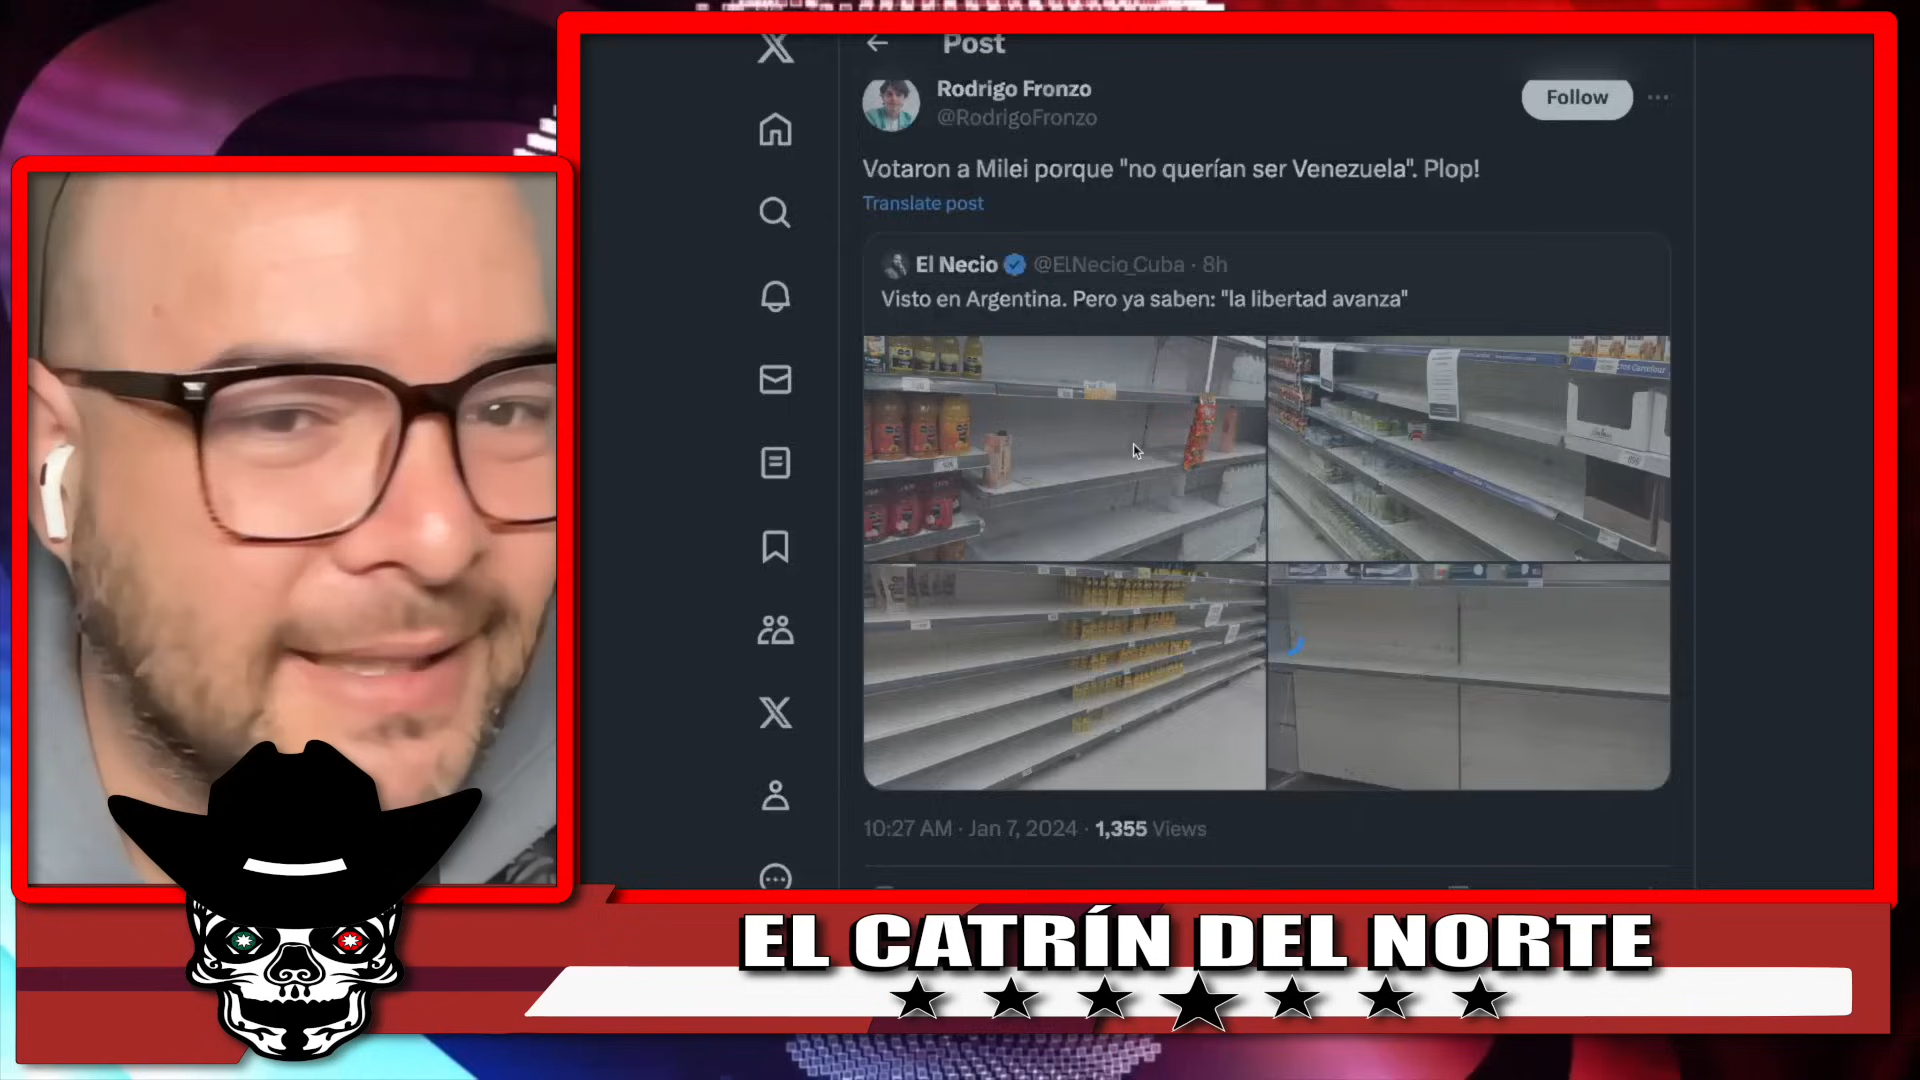 Post
Rodrigo Fronzo
@RodrigoFronzo
Follow
Votaron a Milei porque "no querían ser Venezuela". Plop!
Translate post
El Necio @ElNecio_Cuba · 8h
Visto en Argentina. Pero ya saben: "la libertad avanza"
10:27 AM · Jan 7, 2024 · 1,355 Views
EL CATRÍN DEL NORTE